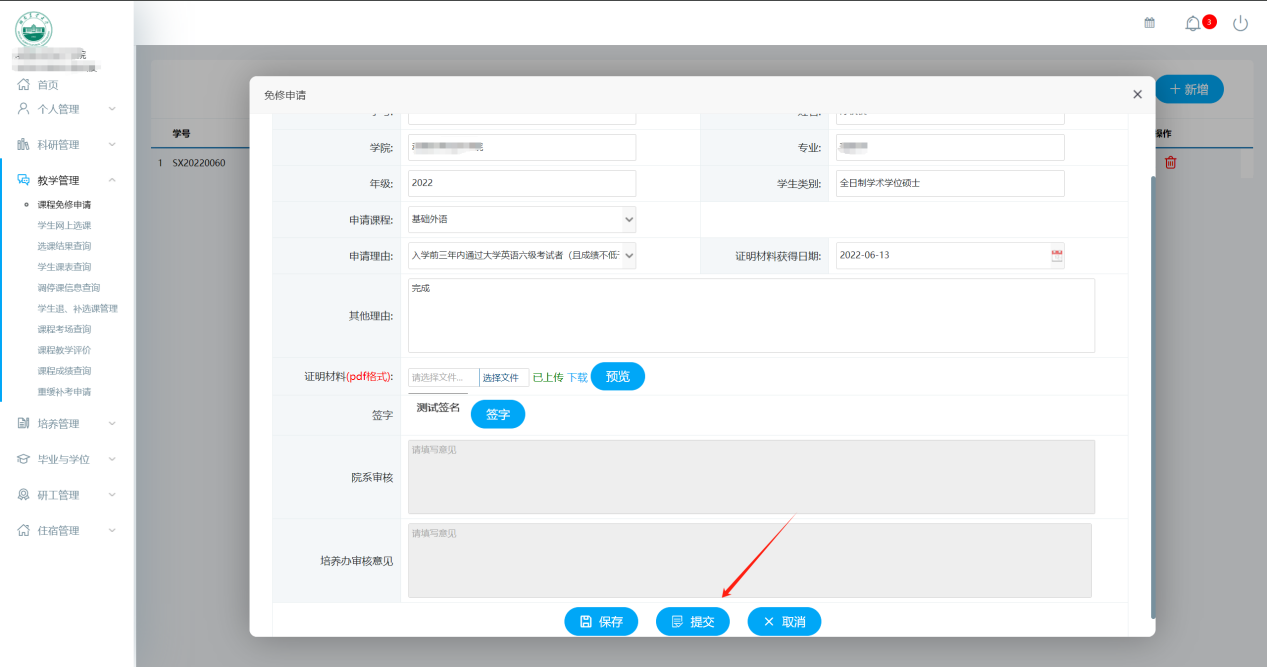 首页
个人管理
科研管理
教学管理
课程免修申请
学生网上选课
选课结果查询
学生课表查询
调停课信息查询
学生退、补选课管理
课程考场查询
课程教学评价
课程成绩查询
重缓补考申请
培养管理
毕业与学位
研工管理
住宿管理
3
新增
学号
操作
1 SX20220060
免修申请
学院: 专业:
年级: 2022 学生类别: 全日制学术学位硕士
申请课程: 基础外语
申请理由: 入学前三年内通过大学英语六级考试者（且成绩不低于 证明材料获得日期: 2022-06-13
其他理由: 完成
证明材料(pdf格式): 请选择文件... 选择文件 已上传 下载 预览
签字 测试签名 签字
院系审核 请填写意见
培养办审核意见 请填写意见
保存 提交 取消